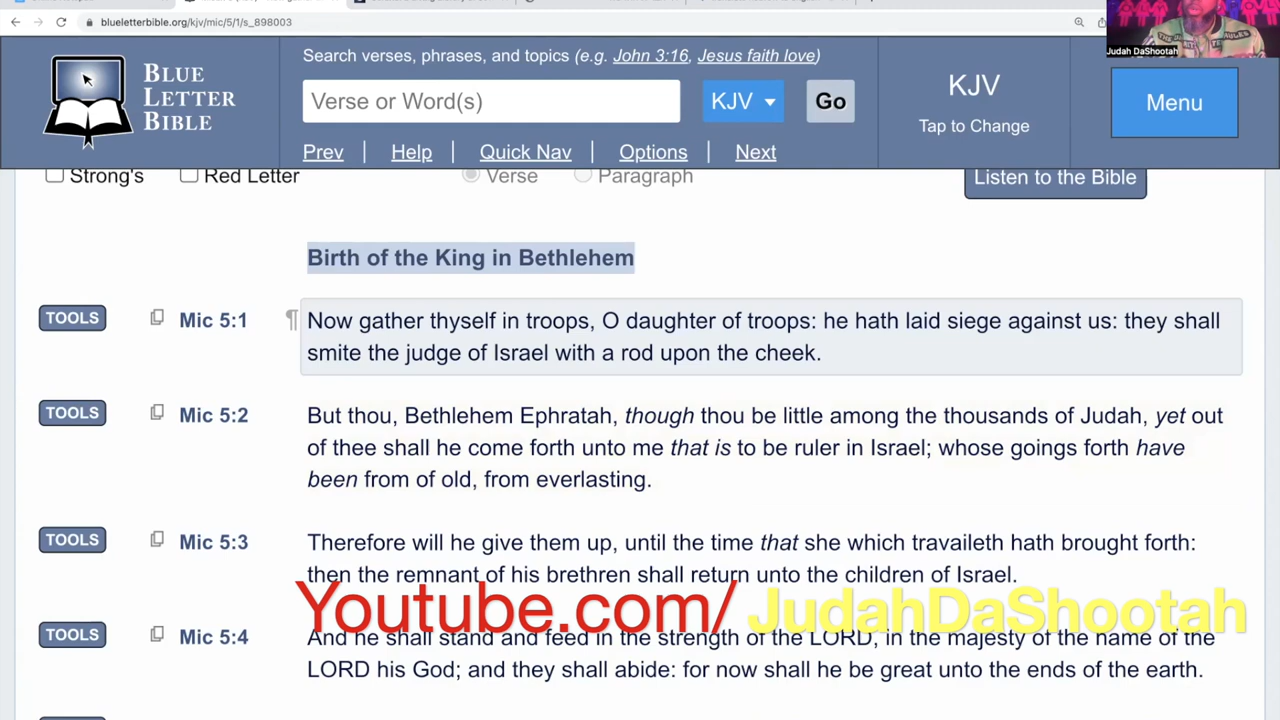 blueletterbible.org/kjv/mic/5/1/s_898003
Judah DaShootah
BLUE
LETTER
BIBLE
Search verses, phrases, and topics (e.g. John 3:16, Jesus faith love)
Verse or Word(s)
KJV
Go
Prev | Help | Quick Nav | Options | Next
KJV
Tap to Change
Menu
Strong's
Red Letter
Verse
Paragraph
Listen to the Bible
Birth of the King in Bethlehem
TOOLS
Mic 5:1
¶
Now gather thyself in troops, O daughter of troops: he hath laid siege against us: they shall
smite the judge of Israel with a rod upon the cheek.
TOOLS
Mic 5:2
But thou, Bethlehem Ephratah, though thou be little among the thousands of Judah, yet out
of thee shall he come forth unto me that is to be ruler in Israel; whose goings forth have
been from of old, from everlasting.
TOOLS
Mic 5:3
Therefore will he give them up, until the time that she which travaileth hath brought forth:
then the remnant of his brethren shall return unto the children of Israel.
Youtube.com/ JudahDaShootah
TOOLS
Mic 5:4
And he shall stand and feed in the strength of the LORD, in the majesty of the name of the
LORD his God; and they shall abide: for now shall he be great unto the ends of the earth.